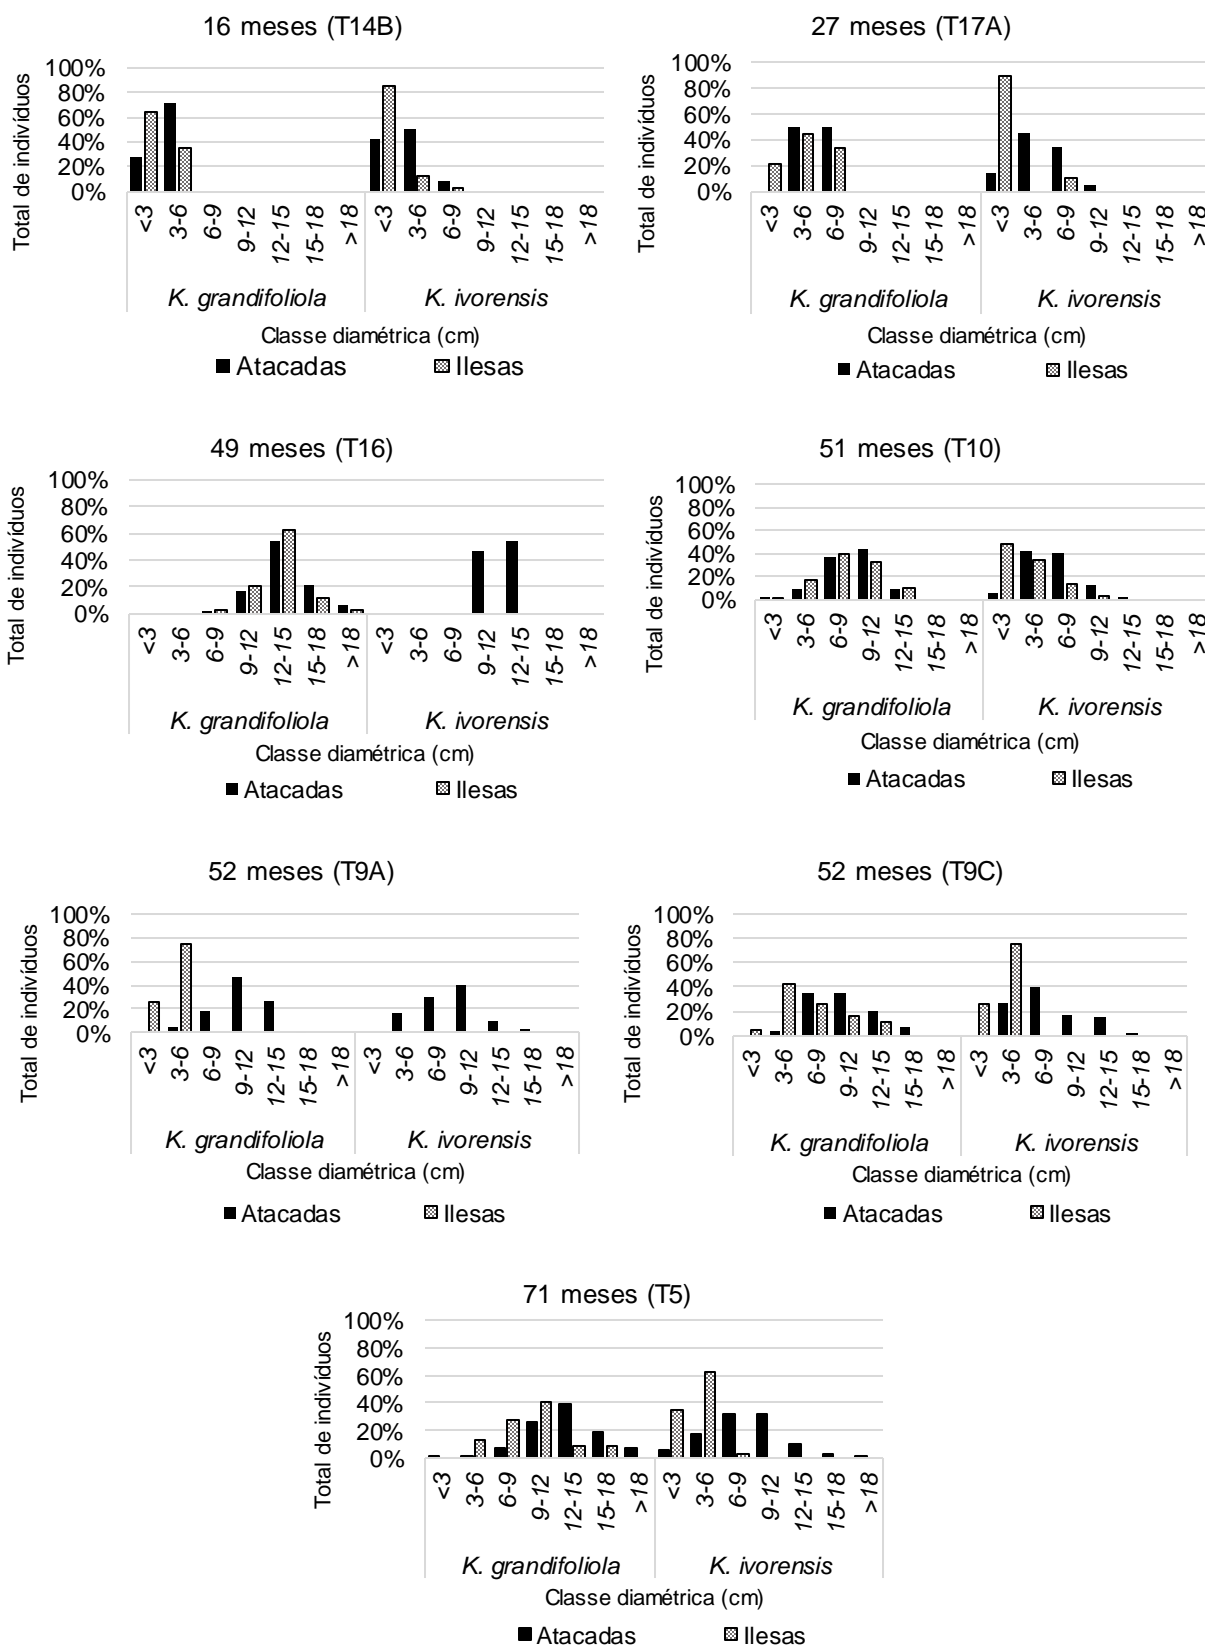 16 meses (T14B)
Total de indivíduos
100%
80%
60%
40%
20%
0%
<3 3-6 6-9 9-12 12-15 15-18 >18 <3 3-6 6-9 9-12 12-15 15-18 >18
K. grandifoliola K. ivorensis
Classe diamétrica (cm)
Atacadas Ilesas
27 meses (T17A)
Total de indivíduos
100%
80%
60%
40%
20%
0%
<3 3-6 6-9 9-12 12-15 15-18 >18 <3 3-6 6-9 9-12 12-15 15-18 >18
K. grandifoliola K. ivorensis
Classe diamétrica (cm)
Atacadas Ilesas
49 meses (T16)
Total de indivíduos
100%
80%
60%
40%
20%
0%
<3 3-6 6-9 9-12 12-15 15-18 >18 <3 3-6 6-9 9-12 12-15 15-18 >18
K. grandifoliola K. ivorensis
Classe diamétrica (cm)
Atacadas Ilesas
51 meses (T10)
Total de indivíduos
100%
80%
60%
40%
20%
0%
<3 3-6 6-9 9-12 12-15 15-18 >18 <3 3-6 6-9 9-12 12-15 15-18 >18
K. grandifoliola K. ivorensis
Classe diamétrica (cm)
Atacadas Ilesas
52 meses (T9A)
Total de indivíduos
100%
80%
60%
40%
20%
0%
<3 3-6 6-9 9-12 12-15 15-18 >18 <3 3-6 6-9 9-12 12-15 15-18 >18
K. grandifoliola K. ivorensis
Classe diamétrica (cm)
Atacadas Ilesas
52 meses (T9C)
Total de indivíduos
100%
80%
60%
40%
20%
0%
<3 3-6 6-9 9-12 12-15 15-18 >18 <3 3-6 6-9 9-12 12-15 15-18 >18
K. grandifoliola K. ivorensis
Classe diamétrica (cm)
Atacadas Ilesas
71 meses (T5)
Total de indivíduos
100%
80%
60%
40%
20%
0%
<3 3-6 6-9 9-12 12-15 15-18 >18 <3 3-6 6-9 9-12 12-15 15-18 >18
K. grandifoliola K. ivorensis
Classe diamétrica (cm)
Atacadas Ilesas